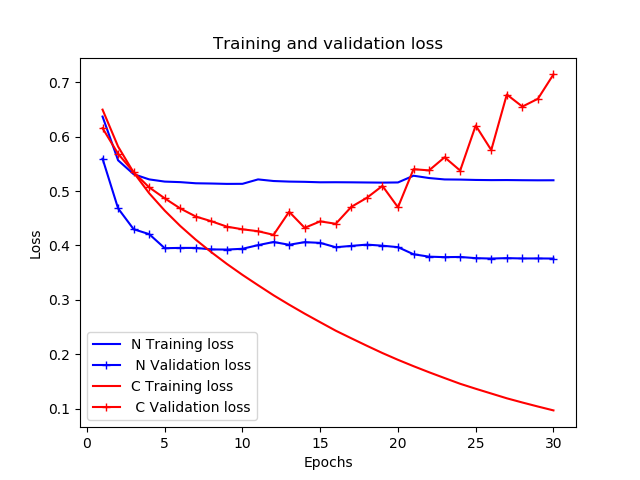 Training and validation loss
0.7
0.6
0.5
0.4
0.3
0.2
0.1
Loss
N Training loss
N Validation loss
C Training loss
C Validation loss
0 5 10 15 20 25 30
Epochs